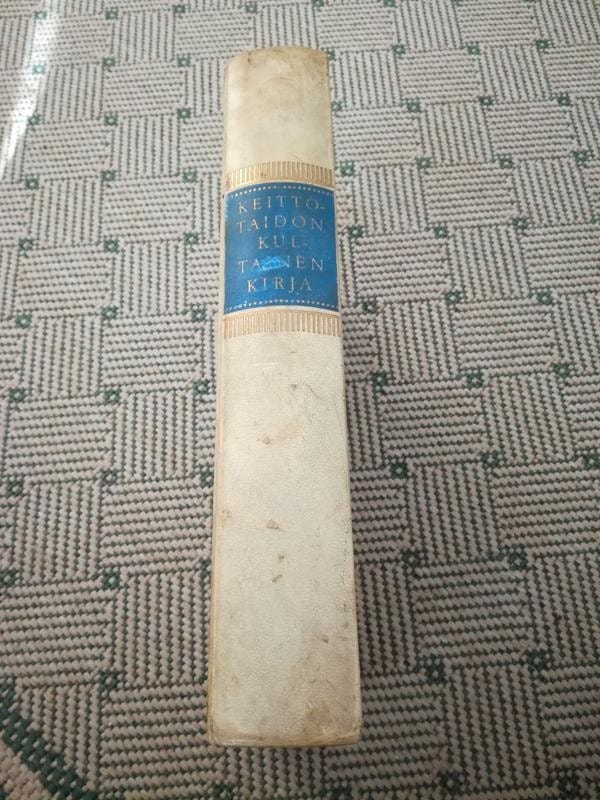 KEITTO-
TAIDON
KUL-
TAINEN
KIRJA